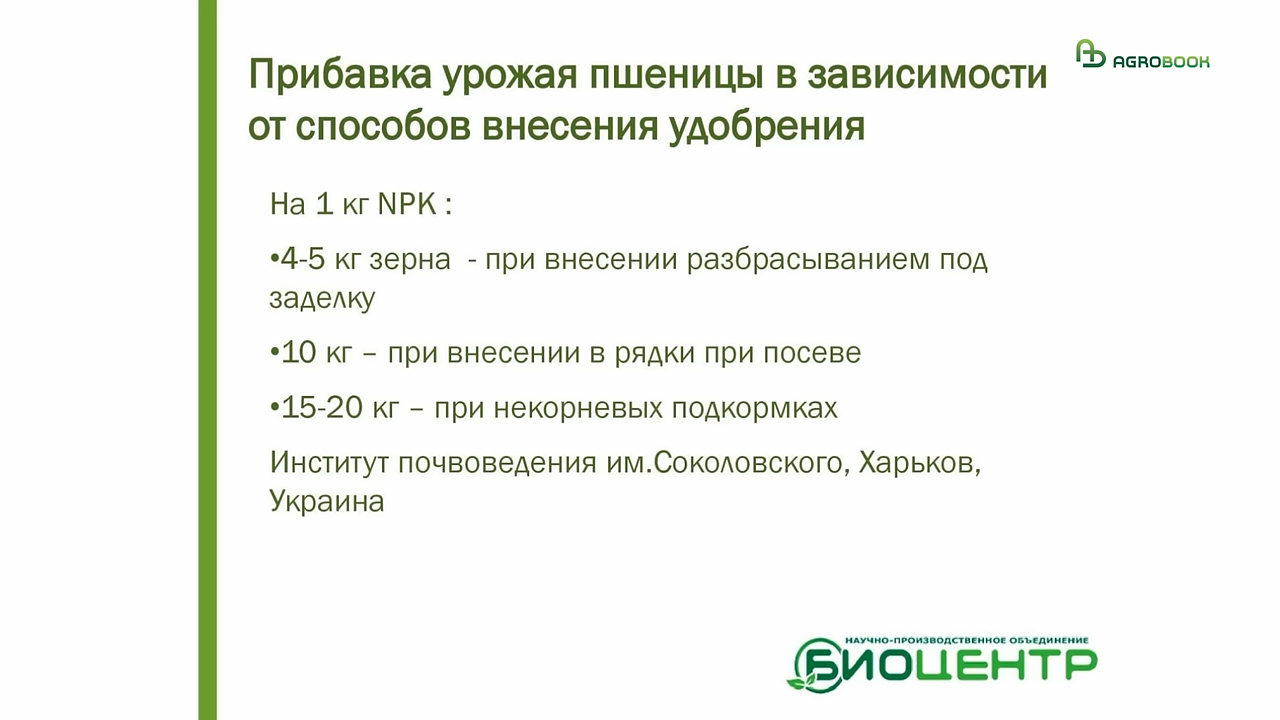 AGROBOOK
Прибавка урожая пшеницы в зависимости
от способов внесения удобрения
На 1 кг NPK :
•4-5 кг зерна - при внесении разбрасыванием под
заделку
•10 кг – при внесении в рядки при посеве
•15-20 кг – при некорневых подкормках
Институт почвоведения им.Соколовского, Харьков,
Украина
НАУЧНО-ПРОИЗВОДСТВЕННОЕ ОБЪЕДИНЕНИЕ
БИОЦЕНТР